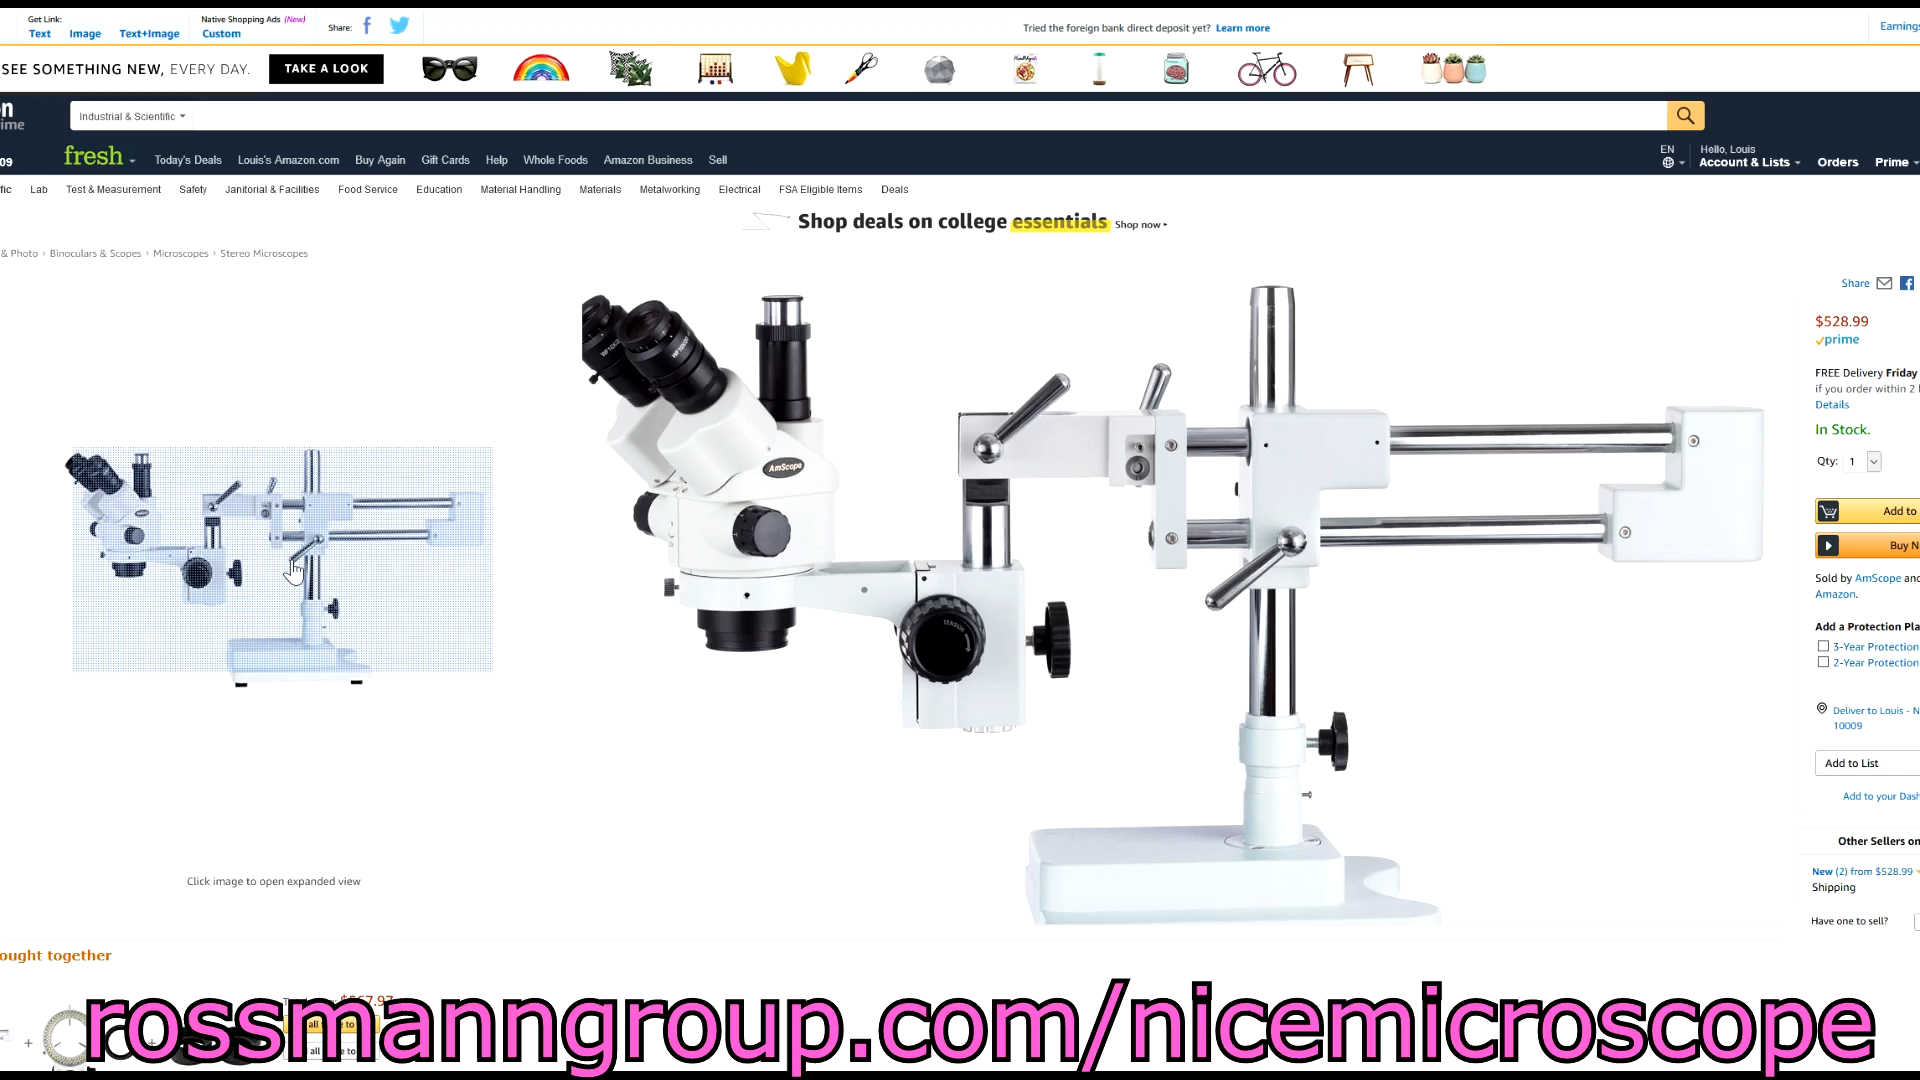 Get Link:
Text Image Text+Image
Native Shopping Ads (New)
Custom
Share:
Tried the foreign bank direct deposit yet? Learn more
Earnings
SEE SOMETHING NEW, EVERY DAY. TAKE A LOOK
Industrial & Scientific
09
fresh
Today's Deals Louis's Amazon.com Buy Again Gift Cards Help Whole Foods Amazon Business Sell
EN
Hello, Louis
Account & Lists Orders Prime
fic Lab Test & Measurement Safety Janitorial & Facilities Food Service Education Material Handling Materials Metalworking Electrical FSA Eligible Items Deals
Shop deals on college essentials Shop now
& Photo › Binoculars & Scopes › Microscopes › Stereo Microscopes
AmScope
TENSION
Click image to open expanded view
Share
$528.99
prime
FREE Delivery Friday
if you order within 2
Details
In Stock.
Qty: 1
Add to
Buy N
Sold by AmScope and
Amazon.
Add a Protection Pla
3-Year Protection
2-Year Protection
Deliver to Louis - N
10009
Add to List
Add to your Dash
Other Sellers on
New (2) from $528.99
Shipping
Have one to sell?
ought together
rossmanngroup.com/nicemicroscope